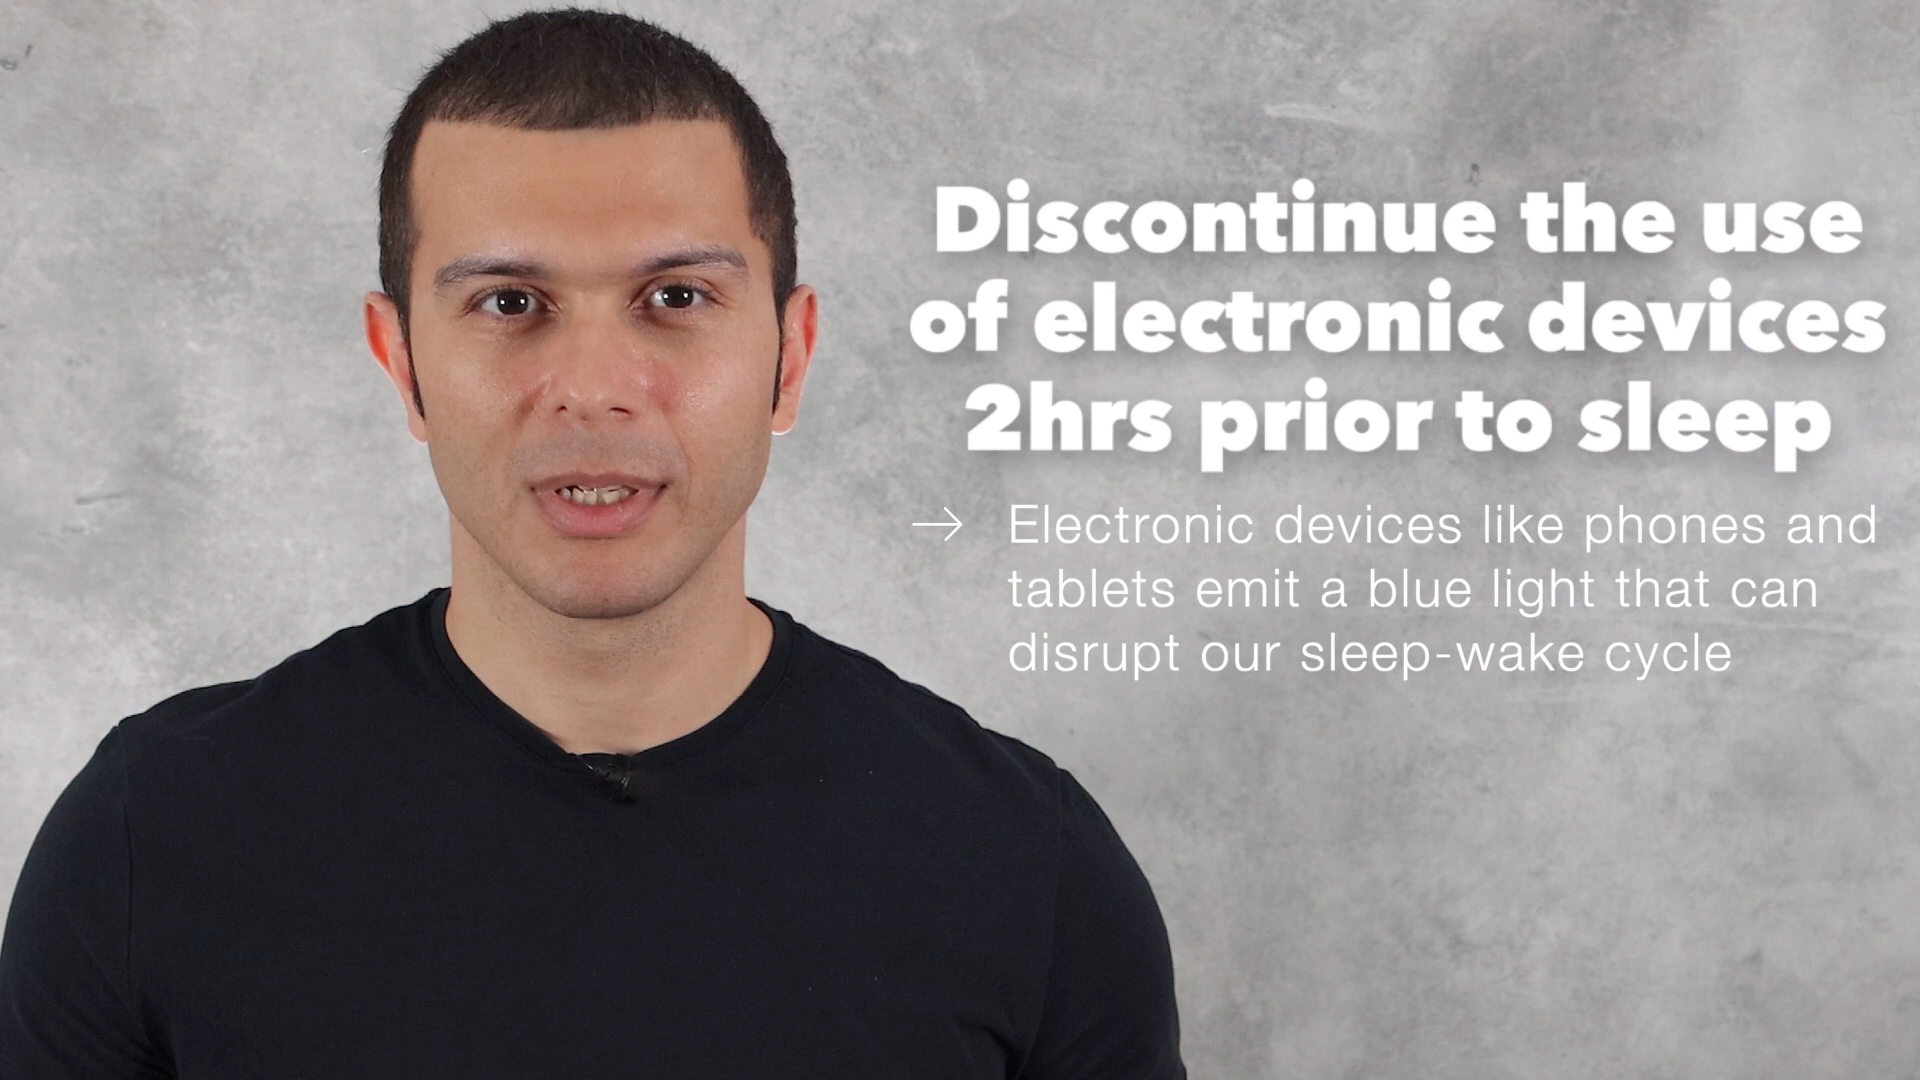 Discontinue the use
of electronic devices
2hrs prior to sleep
→ Electronic devices like phones and
tablets emit a blue light that can
disrupt our sleep-wake cycle